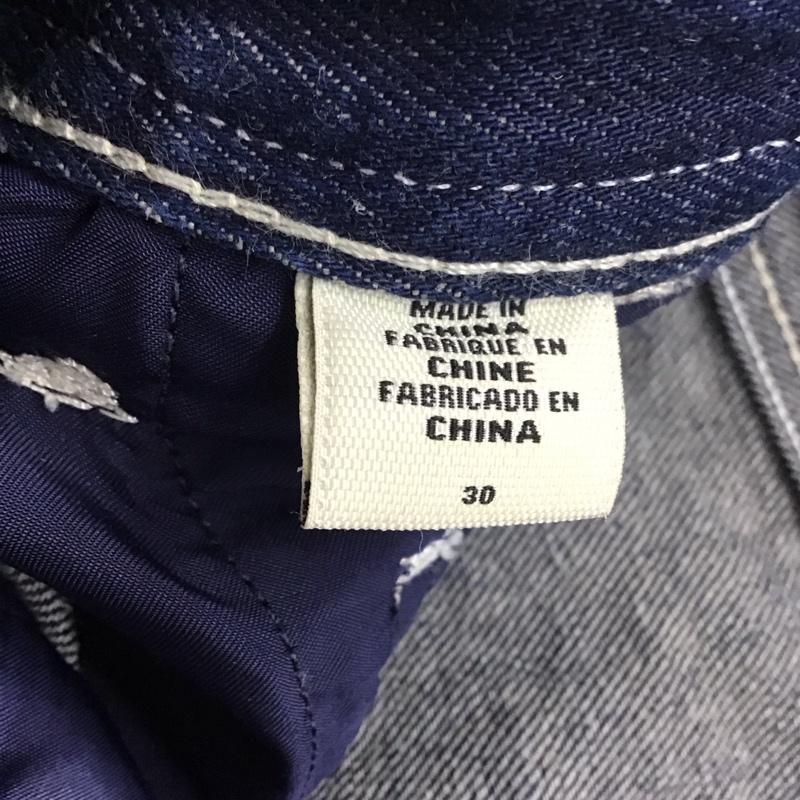 MADE IN
CHINA
FABRIQUE EN
CHINE
FABRICADO EN
CHINA
30